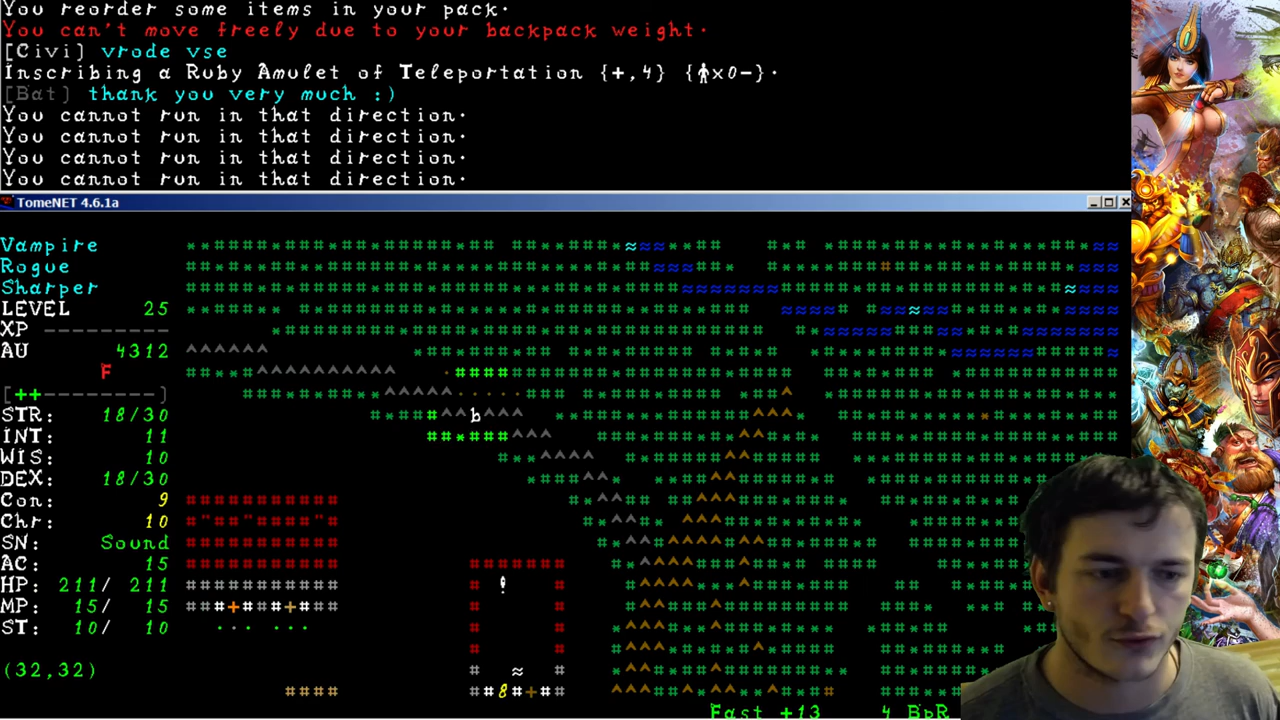 You reorder some items in your pack.
You can't move freely due to your backpack weight.
[Civi] vrode vse
Inscribing a Ruby Amulet of Teleportation {+,4} {x0-}.
[Bat] thank you very much :)
You cannot run in that direction.
You cannot run in that direction.
You cannot run in that direction.
You cannot run in that direction.
TomeNET 4.6.1a
Vampire
Rogue
Sharper
LEVEL 25
XP ---------
AU 4312
F
[++---------]
STR: 18/30
INT: 11
WIS: 10
DEX: 18/30
Con: 9
Chr: 10
SN: Sound
AC: 15
HP: 211/ 211
MP: 15/ 15
ST: 10/ 10
(32,32)
Fast +13 4 BpR